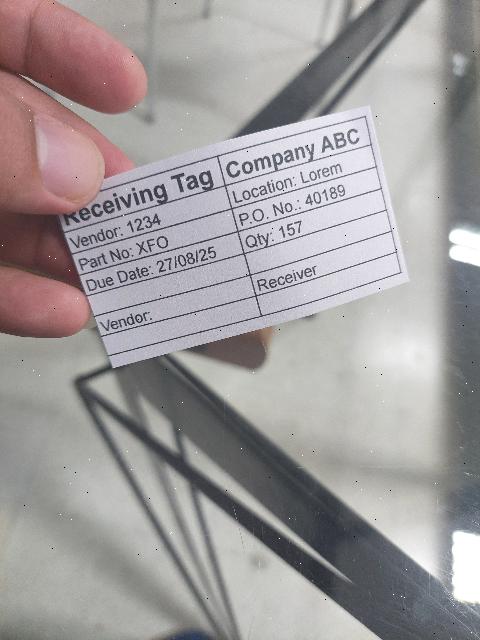 Receiving Tag Company ABC
Vendor: 1234 Location: Lorem
Part No: XFO P.O. No.: 40189
Due Date: 27/08/25 Qty: 157
Vendor: Receiver